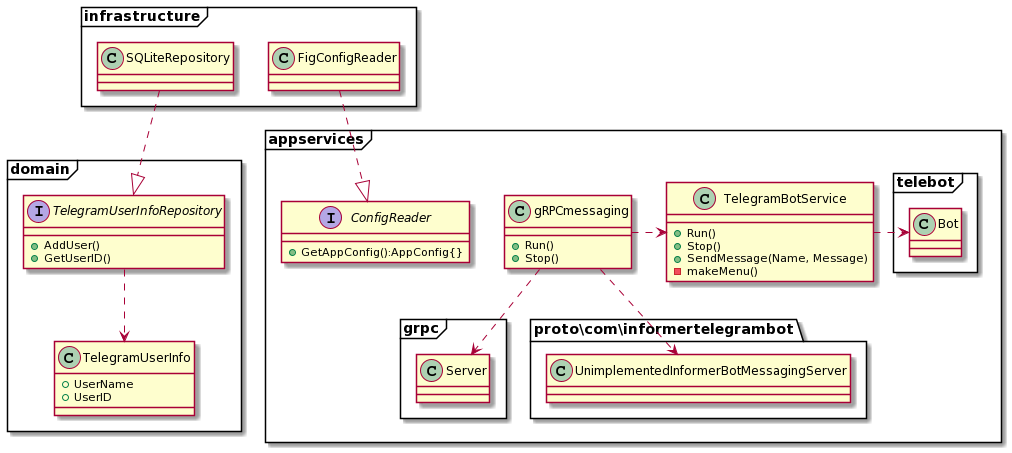 infrastructure
C SQLiteRepository
C FigConfigReader
domain
I TelegramUserInfoRepository
AddUser()
GetUserID()
C TelegramUserInfo
UserName
UserID
appservices
I ConfigReader
GetAppConfig():AppConfig{}
C gRPCmessaging
Run()
Stop()
C TelegramBotService
Run()
Stop()
SendMessage(Name, Message)
makeMenu()
telebot
C Bot
grpc
C Server
proto\com\informertelegrambot
C UnimplementedInformerBotMessagingServer